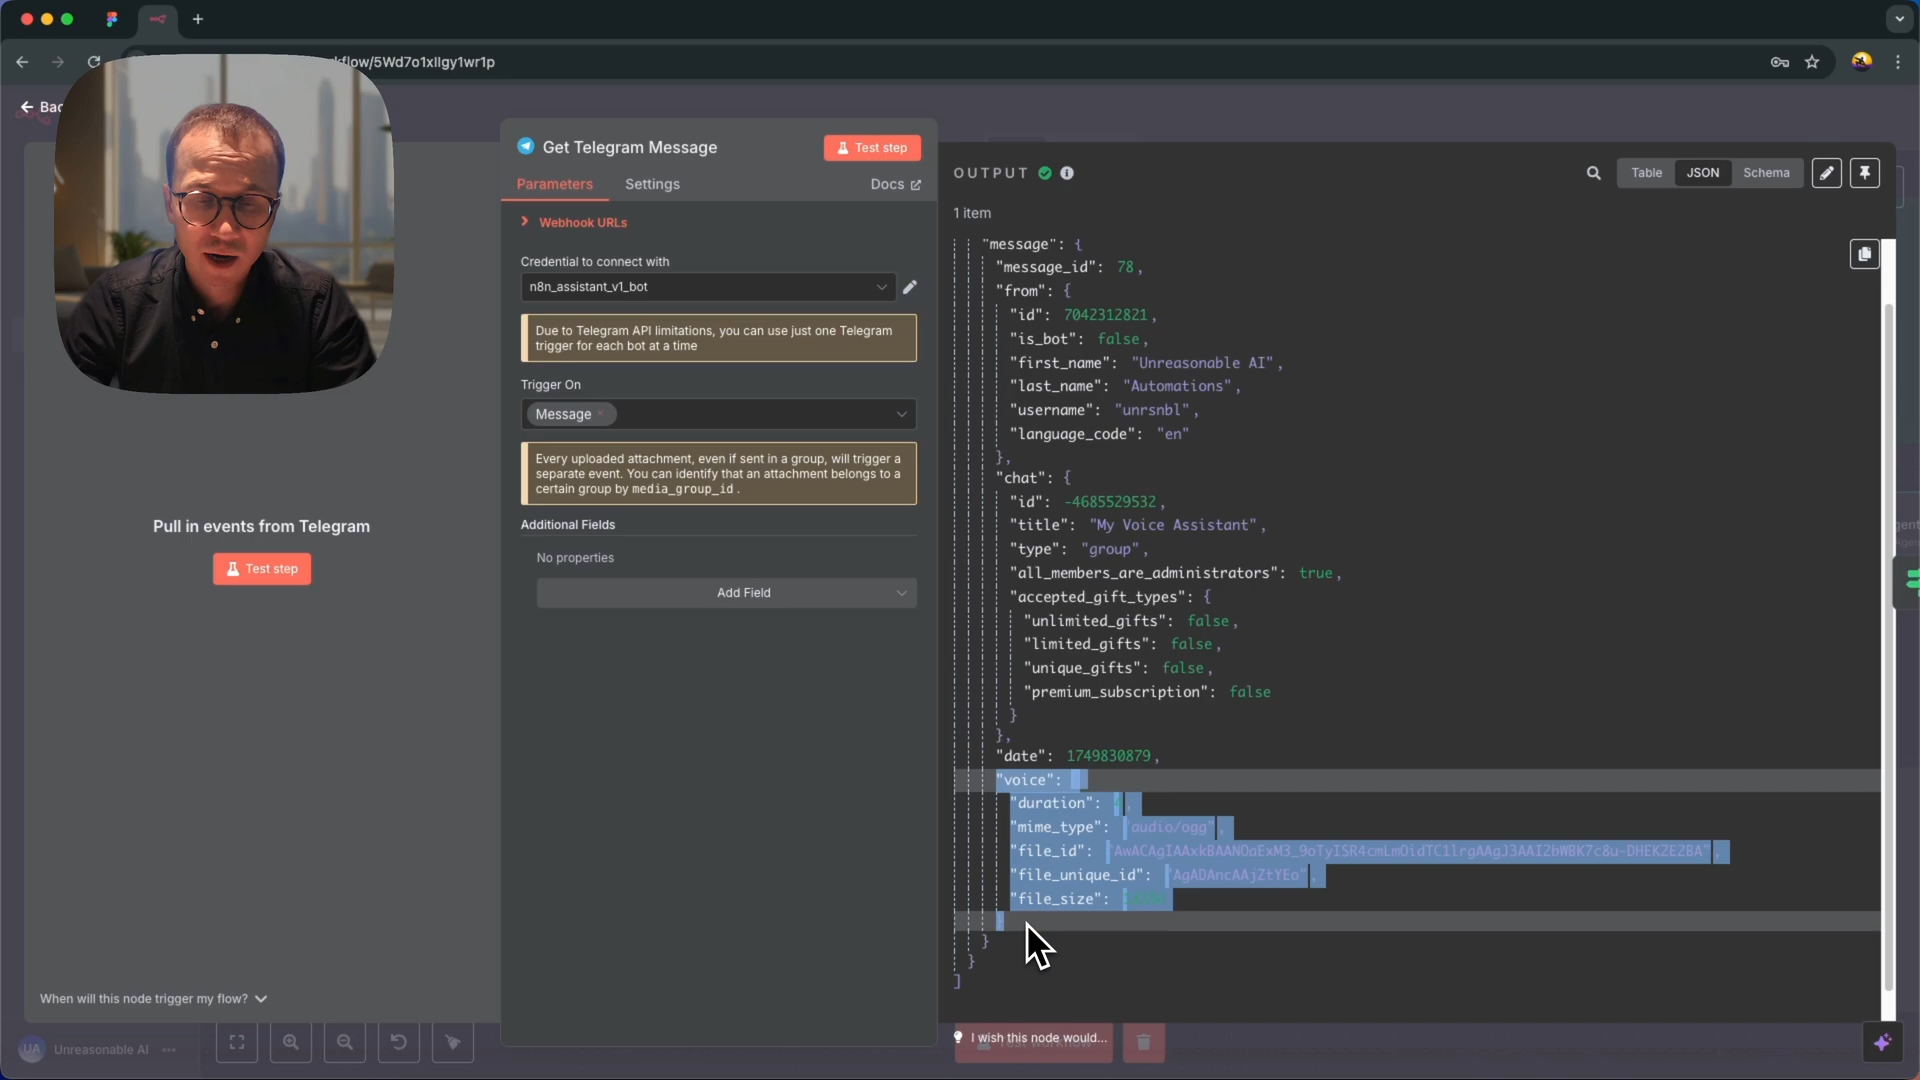 kflow/5Wd7o1xllgy1wr1p
Bac
Pull in events from Telegram
Test step
When will this node trigger my flow?
UA Unreasonable AI
Get Telegram Message
Test step
Parameters Settings Docs
Webhook URLs
Credential to connect with
n8n_assistant_v1_bot
Due to Telegram API limitations, you can use just one Telegram
trigger for each bot at a time
Trigger On
Message
Every uploaded attachment, even if sent in a group, will trigger a
separate event. You can identify that an attachment belongs to a
certain group by media_group_id .
Additional Fields
No properties
Add Field
OUTPUT
Table JSON Schema
1 item
"message": {
"message_id": 78,
"from": {
"id": 7042312821,
"is_bot": false,
"first_name": "Unreasonable AI",
"last_name": "Automations",
"username": "unrsnbl",
"language_code": "en"
},
"chat": {
"id": -4685529532,
"title": "My Voice Assistant",
"type": "group",
"all_members_are_administrators": true,
"accepted_gift_types": {
"unlimited_gifts": false,
"limited_gifts": false,
"unique_gifts": false,
"premium_subscription": false
}
},
"date": 1749830879,
"voice":
"duration":
"mime_type": "audio/ogg",
"file_id":
"file_unique_id": "AgADAncAAjZtYEo",
"file_size":
}
}
}
]
I wish this node would...